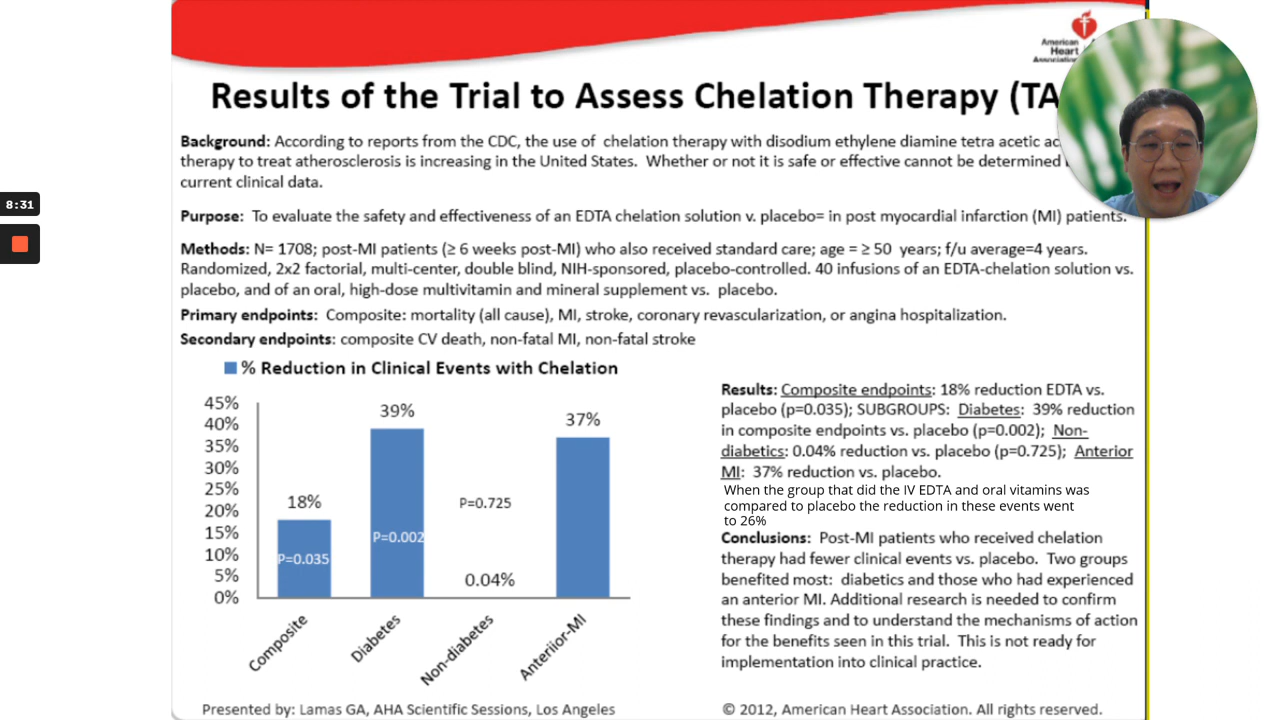 American
Heart
Association
Results of the Trial to Assess Chelation Therapy (TA
Background: According to reports from the CDC, the use of chelation therapy with disodium ethylene diamine tetra acetic ac
therapy to treat atherosclerosis is increasing in the United States. Whether or not it is safe or effective cannot be determined
current clinical data.
8:31
Purpose: To evaluate the safety and effectiveness of an EDTA chelation solution v. placebo= in post myocardial infarction (MI) patients.
Methods: N= 1708; post-MI patients (≥ 6 weeks post-MI) who also received standard care; age = ≥ 50 years; f/u average=4 years.
Randomized, 2x2 factorial, multi-center, double blind, NIH-sponsored, placebo-controlled. 40 infusions of an EDTA-chelation solution vs.
placebo, and of an oral, high-dose multivitamin and mineral supplement vs. placebo.
Primary endpoints: Composite: mortality (all cause), MI, stroke, coronary revascularization, or angina hospitalization.
Secondary endpoints: composite CV death, non-fatal MI, non-fatal stroke
% Reduction in Clinical Events with Chelation
45%
40%
35%
30%
25%
20%
15%
10%
5%
0%
18%
P=0.035
39%
P=0.002
P=0.725
0.04%
37%
Composite
Diabetes
Non-diabetes
Anteriior-MI
Results: Composite endpoints: 18% reduction EDTA vs.
placebo (p=0.035); SUBGROUPS: Diabetes: 39% reduction
in composite endpoints vs. placebo (p=0.002); Non-
diabetics: 0.04% reduction vs. placebo (p=0.725); Anterior
MI: 37% reduction vs. placebo.
When the group that did the IV EDTA and oral vitamins was
compared to placebo the reduction in these events went
to 26%
Conclusions: Post-MI patients who received chelation
therapy had fewer clinical events vs. placebo. Two groups
benefited most: diabetics and those who had experienced
an anterior MI. Additional research is needed to confirm
these findings and to understand the mechanisms of action
for the benefits seen in this trial. This is not ready for
implementation into clinical practice.
Presented by: Lamas GA, AHA Scientific Sessions, Los Angeles
© 2012, American Heart Association. All rights reserved.